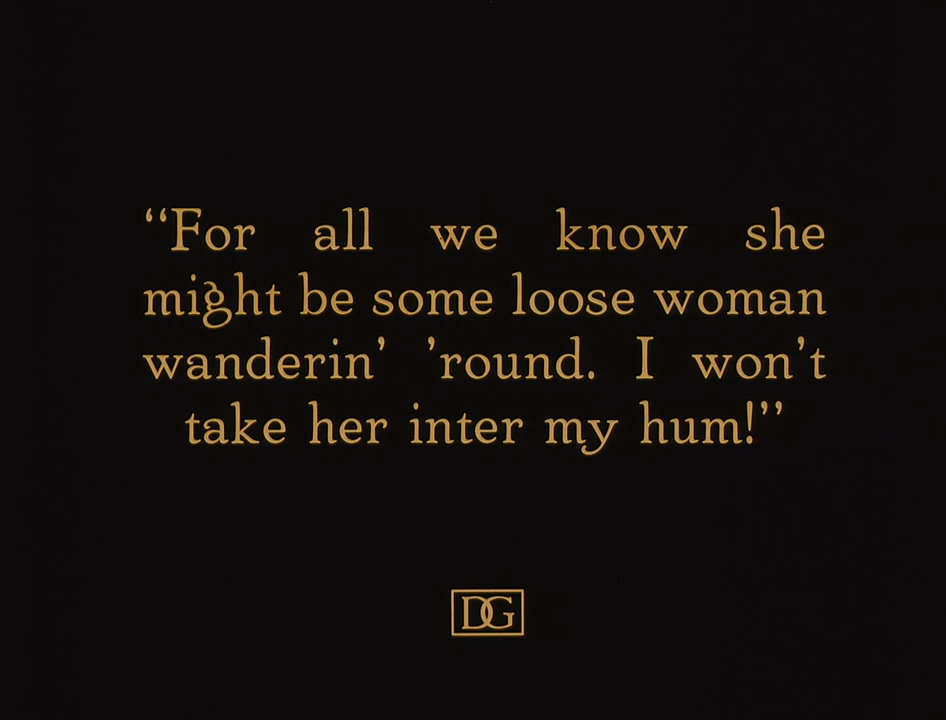 “For all we know she
might be some loose woman
wanderin’ ’round. I won’t
take her inter my hum!”
DG